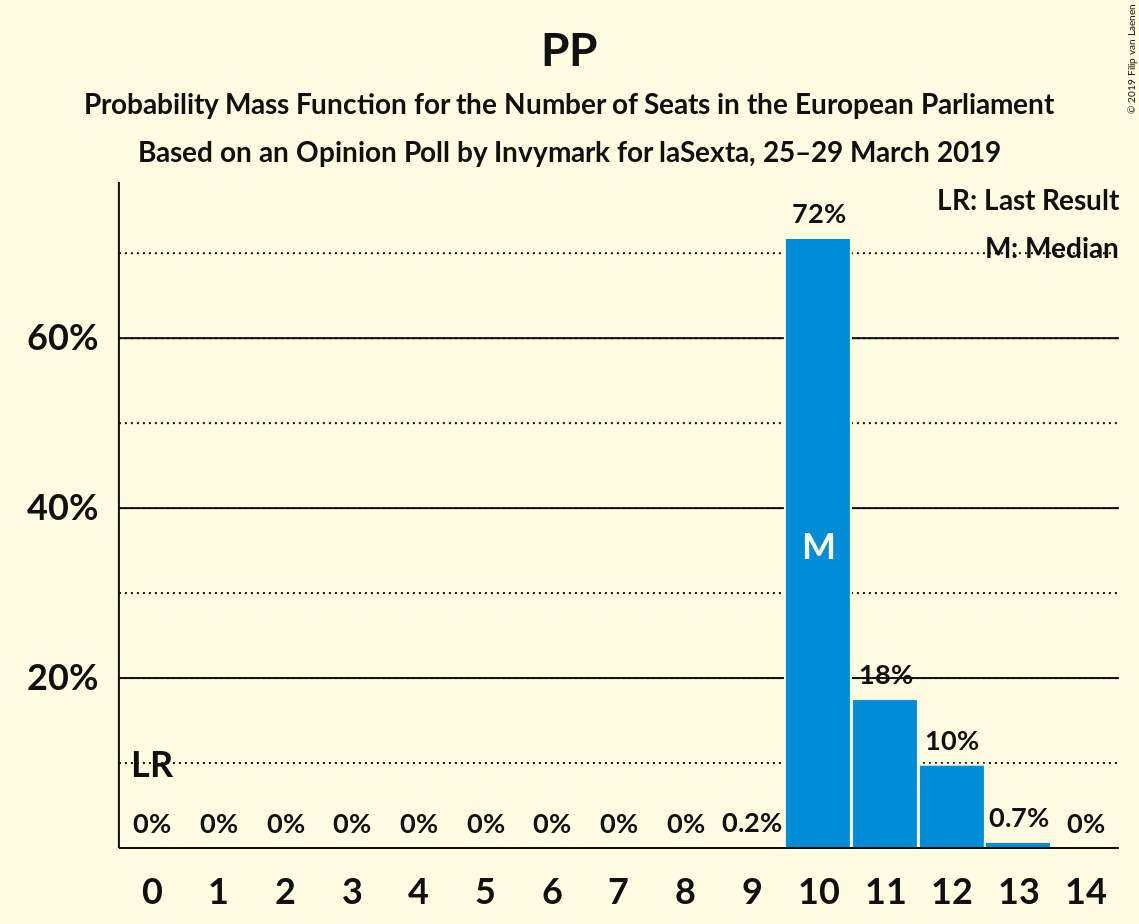 PP
Probability Mass Function for the Number of Seats in the European Parliament
Based on an Opinion Poll by Invymark for laSexta, 25–29 March 2019
© 2019 Filip van Laenen
LR: Last Result
M: Median
72%
60%
40%
M
20%
18%
10%
LR
0% 0% 0% 0% 0% 0% 0% 0% 0% 0.2% 0.7% 0%
0 1 2 3 4 5 6 7 8 9 10 11 12 13 14